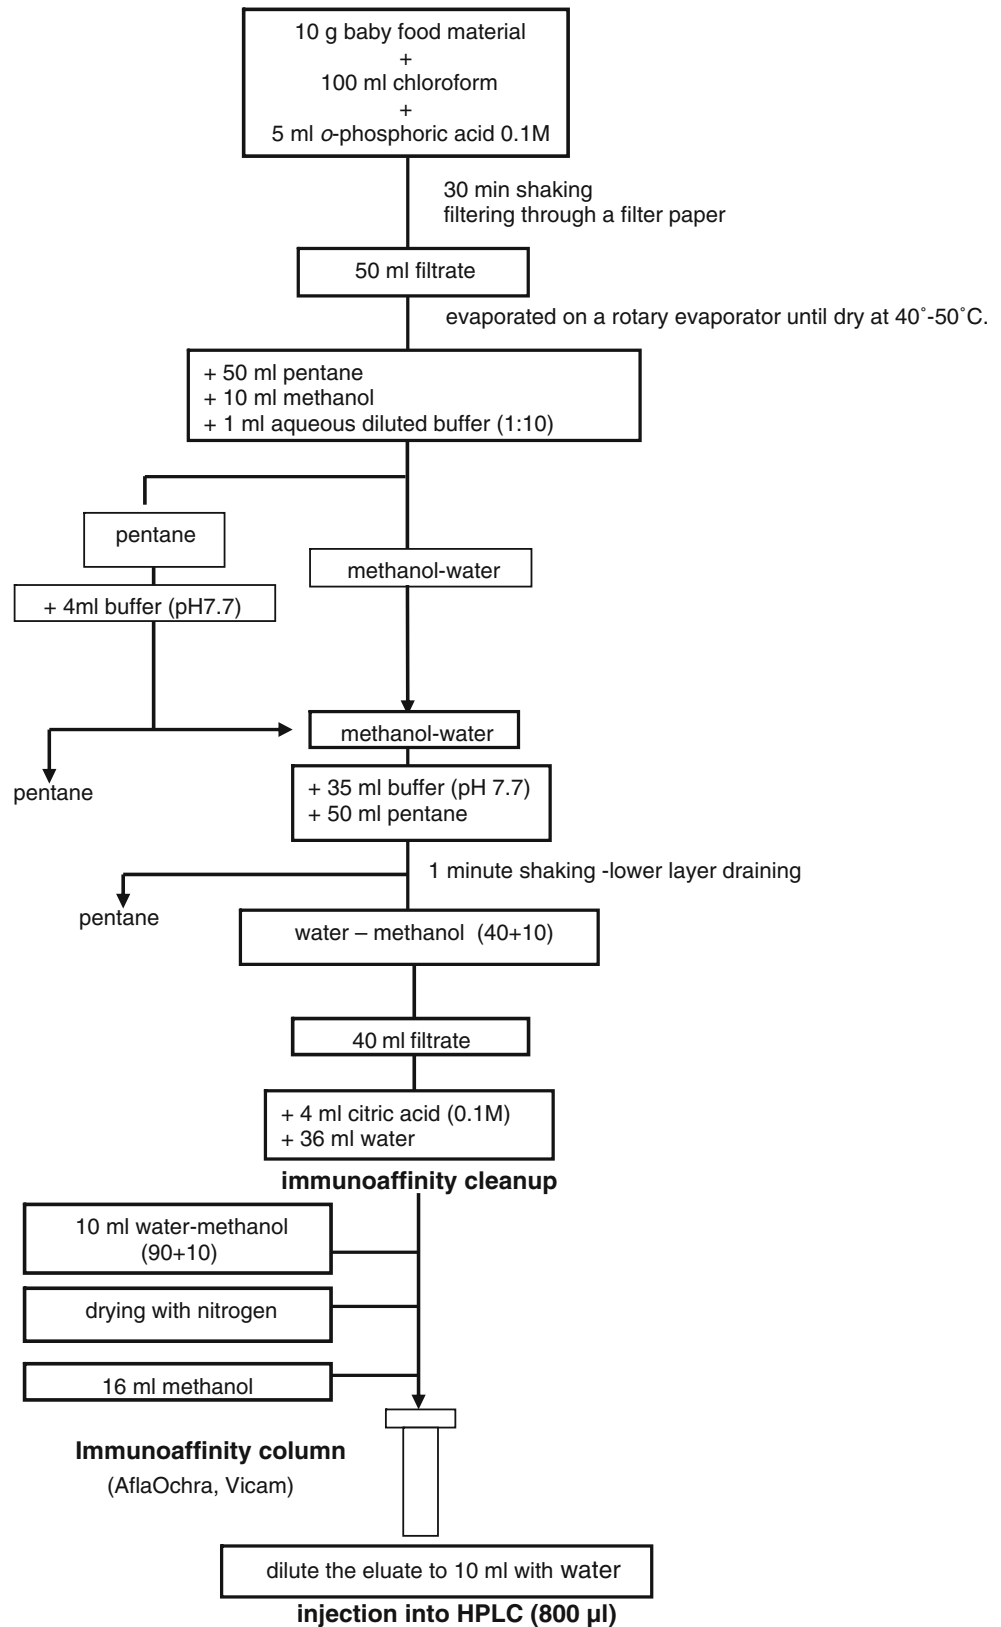 10 g baby food material
+
100 ml chloroform
+
5 ml o-phosphoric acid 0.1M
30 min shaking
filtering through a filter paper
50 ml filtrate
evaporated on a rotary evaporator until dry at 40˚-50˚C.
+ 50 ml pentane
+ 10 ml methanol
+ 1 ml aqueous diluted buffer (1:10)
pentane
methanol-water
+ 4ml buffer (pH7.7)
methanol-water
pentane
+ 35 ml buffer (pH 7.7)
+ 50 ml pentane
1 minute shaking -lower layer draining
pentane
water – methanol (40+10)
40 ml filtrate
+ 4 ml citric acid (0.1M)
+ 36 ml water
immunoaffinity cleanup
10 ml water-methanol
(90+10)
drying with nitrogen
16 ml methanol
Immunoaffinity column
(AflaOchra, Vicam)
dilute the eluate to 10 ml with water
injection into HPLC (800 µl)